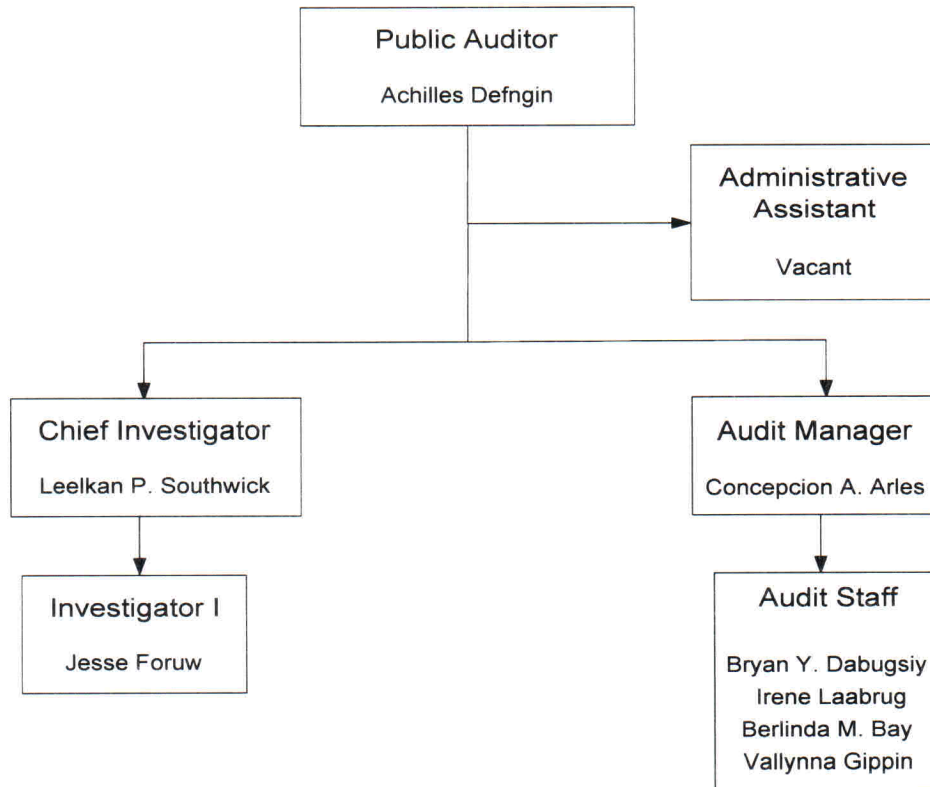 Public Auditor
Achilles Defngin
Administrative
Assistant
Vacant
Chief Investigator
Leelkan P. Southwick
Audit Manager
Concepcion A. Arles
Investigator I
Jesse Foruw
Audit Staff
Bryan Y. Dabugsiy
Irene Laabrug
Berlinda M. Bay
Vallynna Gippin